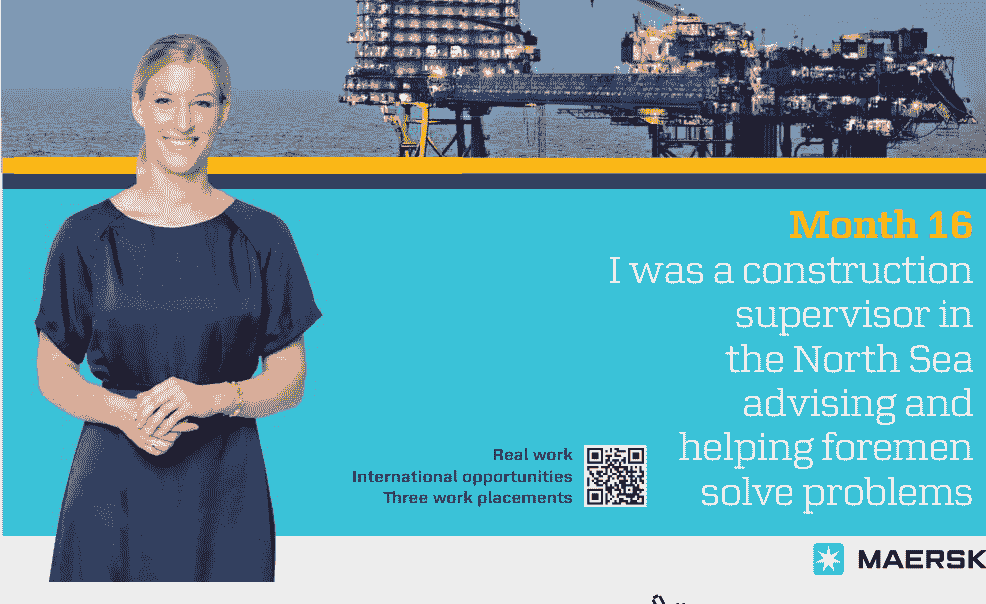 Month 16
I was a construction
supervisor in
the North Sea
advising and
helping foremen
solve problems
Real work
International opportunities
Three work placements
MAERSK